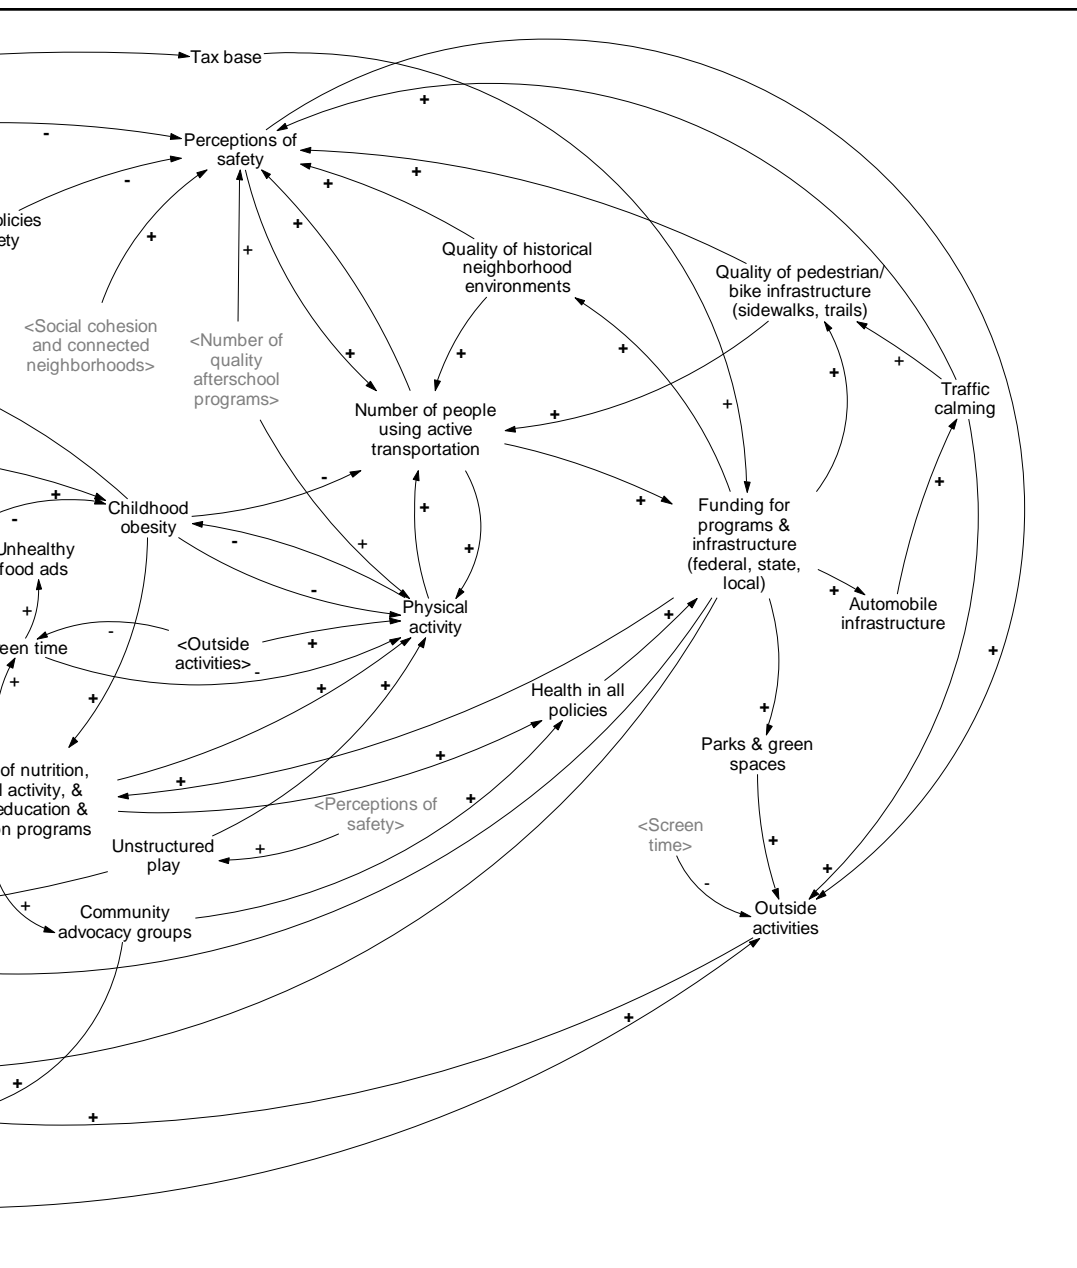 Tax base
+
-
Perceptions of
safety
+
+
-
+
+
+
olicies
ety
Quality of historical
neighborhood
environments
Quality of pedestrian/
bike infrastructure
(sidewalks, trails)
<Social cohesion
and connected
neighborhoods>
<Number of
quality
afterschool
programs>
+
+
+
+
+
Traffic
calming
Number of people
using active
transportation
+
+
-
+
+
+
+
-
Childhood
obesity
Funding for
programs &
infrastructure
(federal, state,
local)
Unhealthy
food ads
-
+
+
-
+
+
Physical
activity
Automobile
infrastructure
+
-
<Outside
activities>
+
-
een time
+
+
+
+
+
Health in all
policies
+
Parks & green
spaces
of nutrition,
l activity, &
education &
n programs
+
+
+
<Perceptions of
safety>
<Screen
time>
+
Unstructured
play
+
+
-
+
Community
advocacy groups
Outside
activities
+
+
+